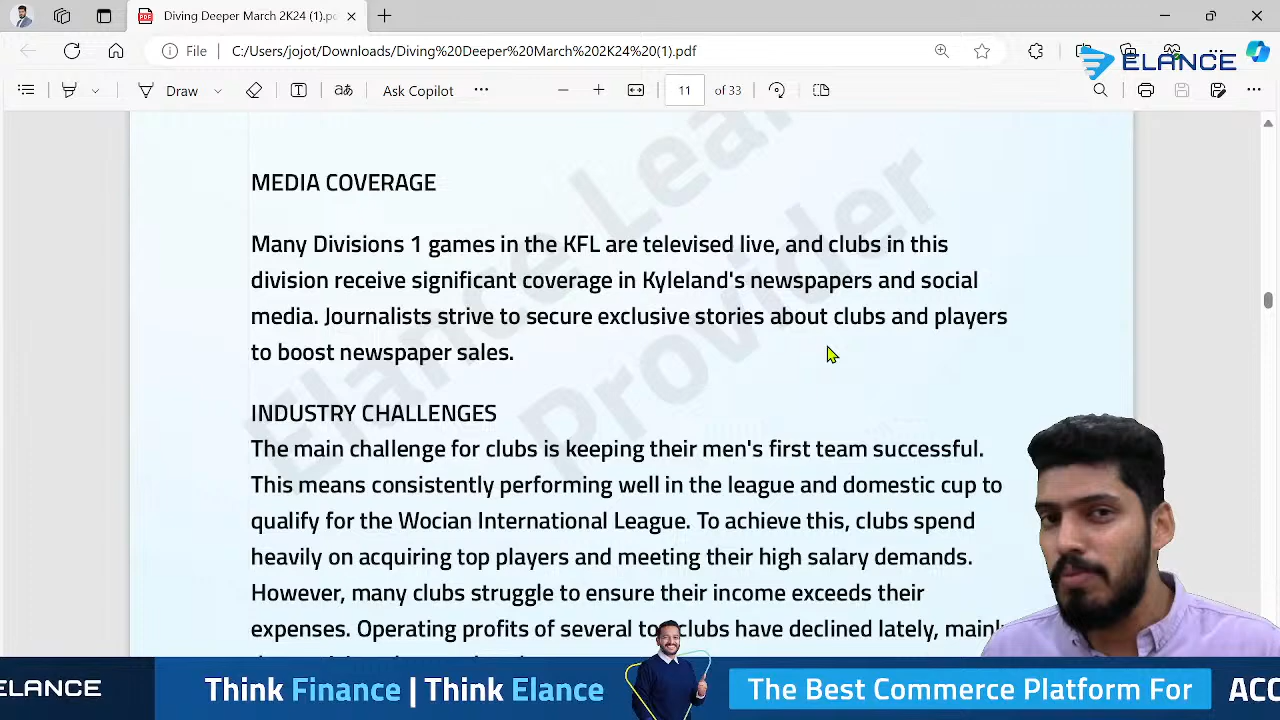 Diving Deeper March 2K24 (1).pdf
File C:/Users/jojot/Downloads/Diving%20Deeper%20March%202K24%20(1).pdf
ELANCE
Draw Ask Copilot 11 of 33
MEDIA COVERAGE
Many Divisions 1 games in the KFL are televised live, and clubs in this
division receive significant coverage in Kyleland's newspapers and social
media. Journalists strive to secure exclusive stories about clubs and players
to boost newspaper sales.
INDUSTRY CHALLENGES
The main challenge for clubs is keeping their men's first team successful.
This means consistently performing well in the league and domestic cup to
qualify for the Wocian International League. To achieve this, clubs spend
heavily on acquiring top players and meeting their high salary demands.
However, many clubs struggle to ensure their income exceeds their
expenses. Operating profits of several clubs have declined lately,
Elance Lea
Provider
ELANCE Think Finance | Think Elance The Best Commerce Platform For ACC